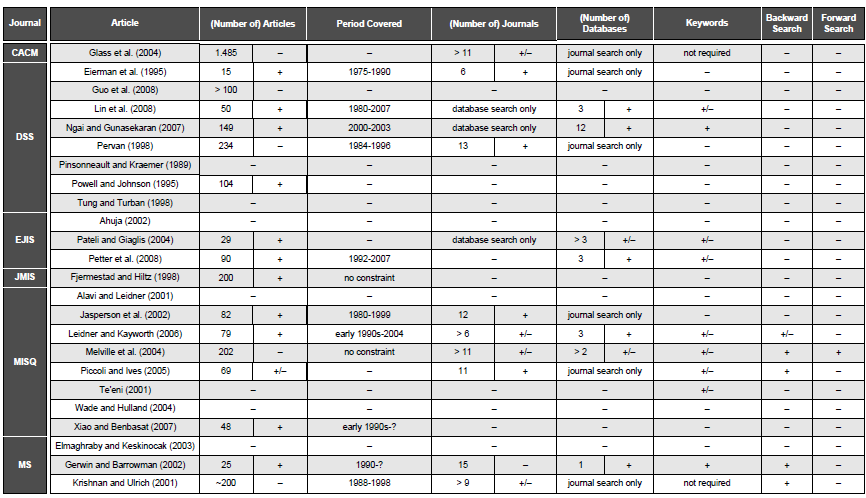 Journal Article (Number of) Articles Period Covered (Number of) Journals (Number of) Databases Keywords Backward Search Forward Search
CACM Glass et al. (2004) 1.485 – – > 11 +/– journal search only not required – –
DSS Eierman et al. (1995) 15 + 1975-1990 6 + journal search only – – –
Guo et al. (2008) > 100 – – – – – – –
Lin et al. (2008) 50 + 1980-2007 database search only 3 + +/– – –
Ngai and Gunasekaran (2007) 149 + 2000-2003 database search only 12 + + – –
Pervan (1998) 234 – 1984-1996 13 + journal search only – – –
Pinsonneault and Kraemer (1989) – – – – – – –
Powell and Johnson (1995) 104 + – – – – – –
Tung and Turban (1998) – – – – – – –
EJIS Ahuja (2002) – – – – – – –
Pateli and Giaglis (2004) 29 + – database search only > 3 +/– +/– – –
Petter et al. (2008) 90 + 1992-2007 – 3 + +/– – –
JMIS Fjermestad and Hiltz (1998) 200 + no constraint – – – – –
MISQ Alavi and Leidner (2001) – – – – – – –
Jasperson et al. (2002) 82 + 1980-1999 12 + journal search only – – –
Leidner and Kayworth (2006) 79 + early 1990s-2004 > 6 +/– 3 + +/– +/– –
Melville et al. (2004) 202 – no constraint > 11 +/– > 2 +/– +/– + +
Piccoli and Ives (2005) 69 +/– – 11 + journal search only +/– + –
Te'eni (2001) – – – – +/– – –
Wade and Hulland (2004) – – – – – – –
Xiao and Benbasat (2007) 48 + early 1990s-? – – – – –
MS Elmaghraby and Keskinocak (2003) – – – – – – –
Gerwin and Barrowman (2002) 25 + 1990-? 15 – 1 + + + –
Krishnan and Ulrich (2001) ~200 – 1988-1998 > 9 +/– journal search only not required + –